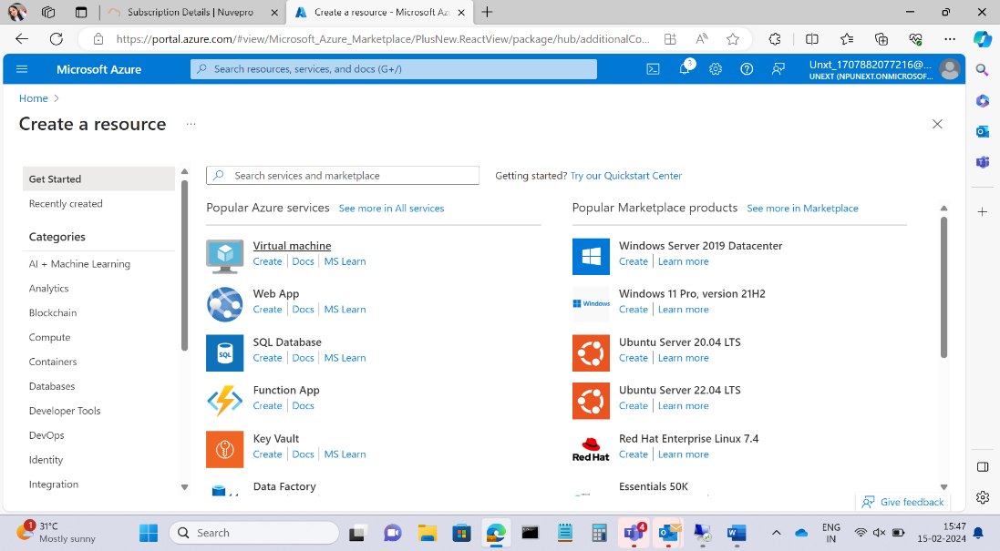 Subscription Details | Nuvepro
Create a resource - Microsoft Az
https://portal.azure.com/#view/Microsoft_Azure_Marketplace/PlusNew.ReactView/package/hub/additionalCo...
Microsoft Azure
Search resources, services, and docs (G+/)
3
Unxt_1707882077216@...
UNEXT (NPUNEXT.ONMICROSOF...
Home >
Create a resource ...
Get Started
Recently created
Categories
AI + Machine Learning
Analytics
Blockchain
Compute
Containers
Databases
Developer Tools
DevOps
Identity
Integration
Search services and marketplace
Getting started? Try our Quickstart Center
Popular Azure services See more in All services
Virtual machine
Create | Docs | MS Learn
Web App
Create | Docs | MS Learn
SQL
SQL Database
Create | Docs | MS Learn
Function App
Create | Docs
Key Vault
Create | Docs | MS Learn
Data Factory
Popular Marketplace products See more in Marketplace
Windows Server 2019 Datacenter
Create | Learn more
Windows
Windows 11 Pro, version 21H2
Create | Learn more
Ubuntu Server 20.04 LTS
Create | Learn more
Ubuntu Server 22.04 LTS
Create | Learn more
Red Hat
Red Hat Enterprise Linux 7.4
Create | Learn more
Essentials 50K
Give feedback
1
31°C
Mostly sunny
Search
4
ENG
IN
15:47
15-02-2024